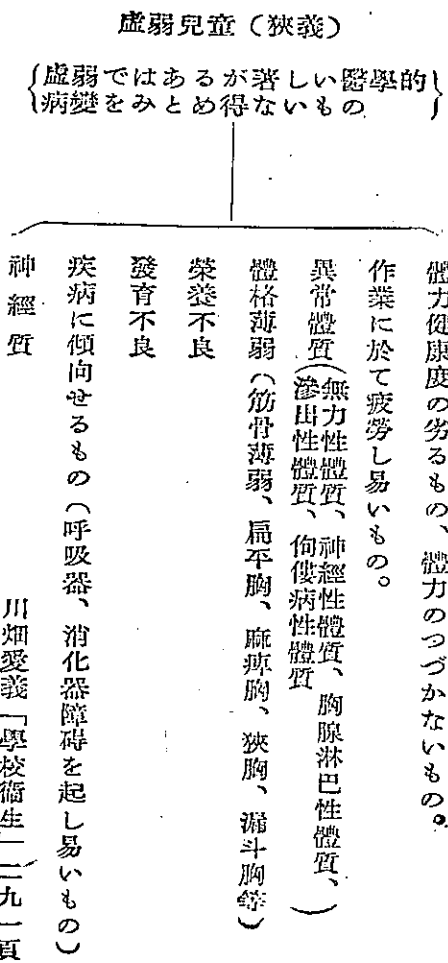 虛弱兒童（狹義）
虛弱ではあるが著しい醫學的
病變をみとめ得ないもの
體力健康度の劣るもの、體力のつづかないもの。
作業に於て疲勞し易いもの。
異常體質（無力性體質、神經性體質、胸腺淋巴性體質、
滲出性體質、佝僂病性體質）
體格薄弱（筋骨薄弱、扁平胸、麻痺胸、狹胸、漏斗胸等）
榮養不良
發育不良
疾病に傾向せるもの（呼吸器、消化器障碍を起し易いもの）
神經質
川畑愛義「學校衞生」二九一頁